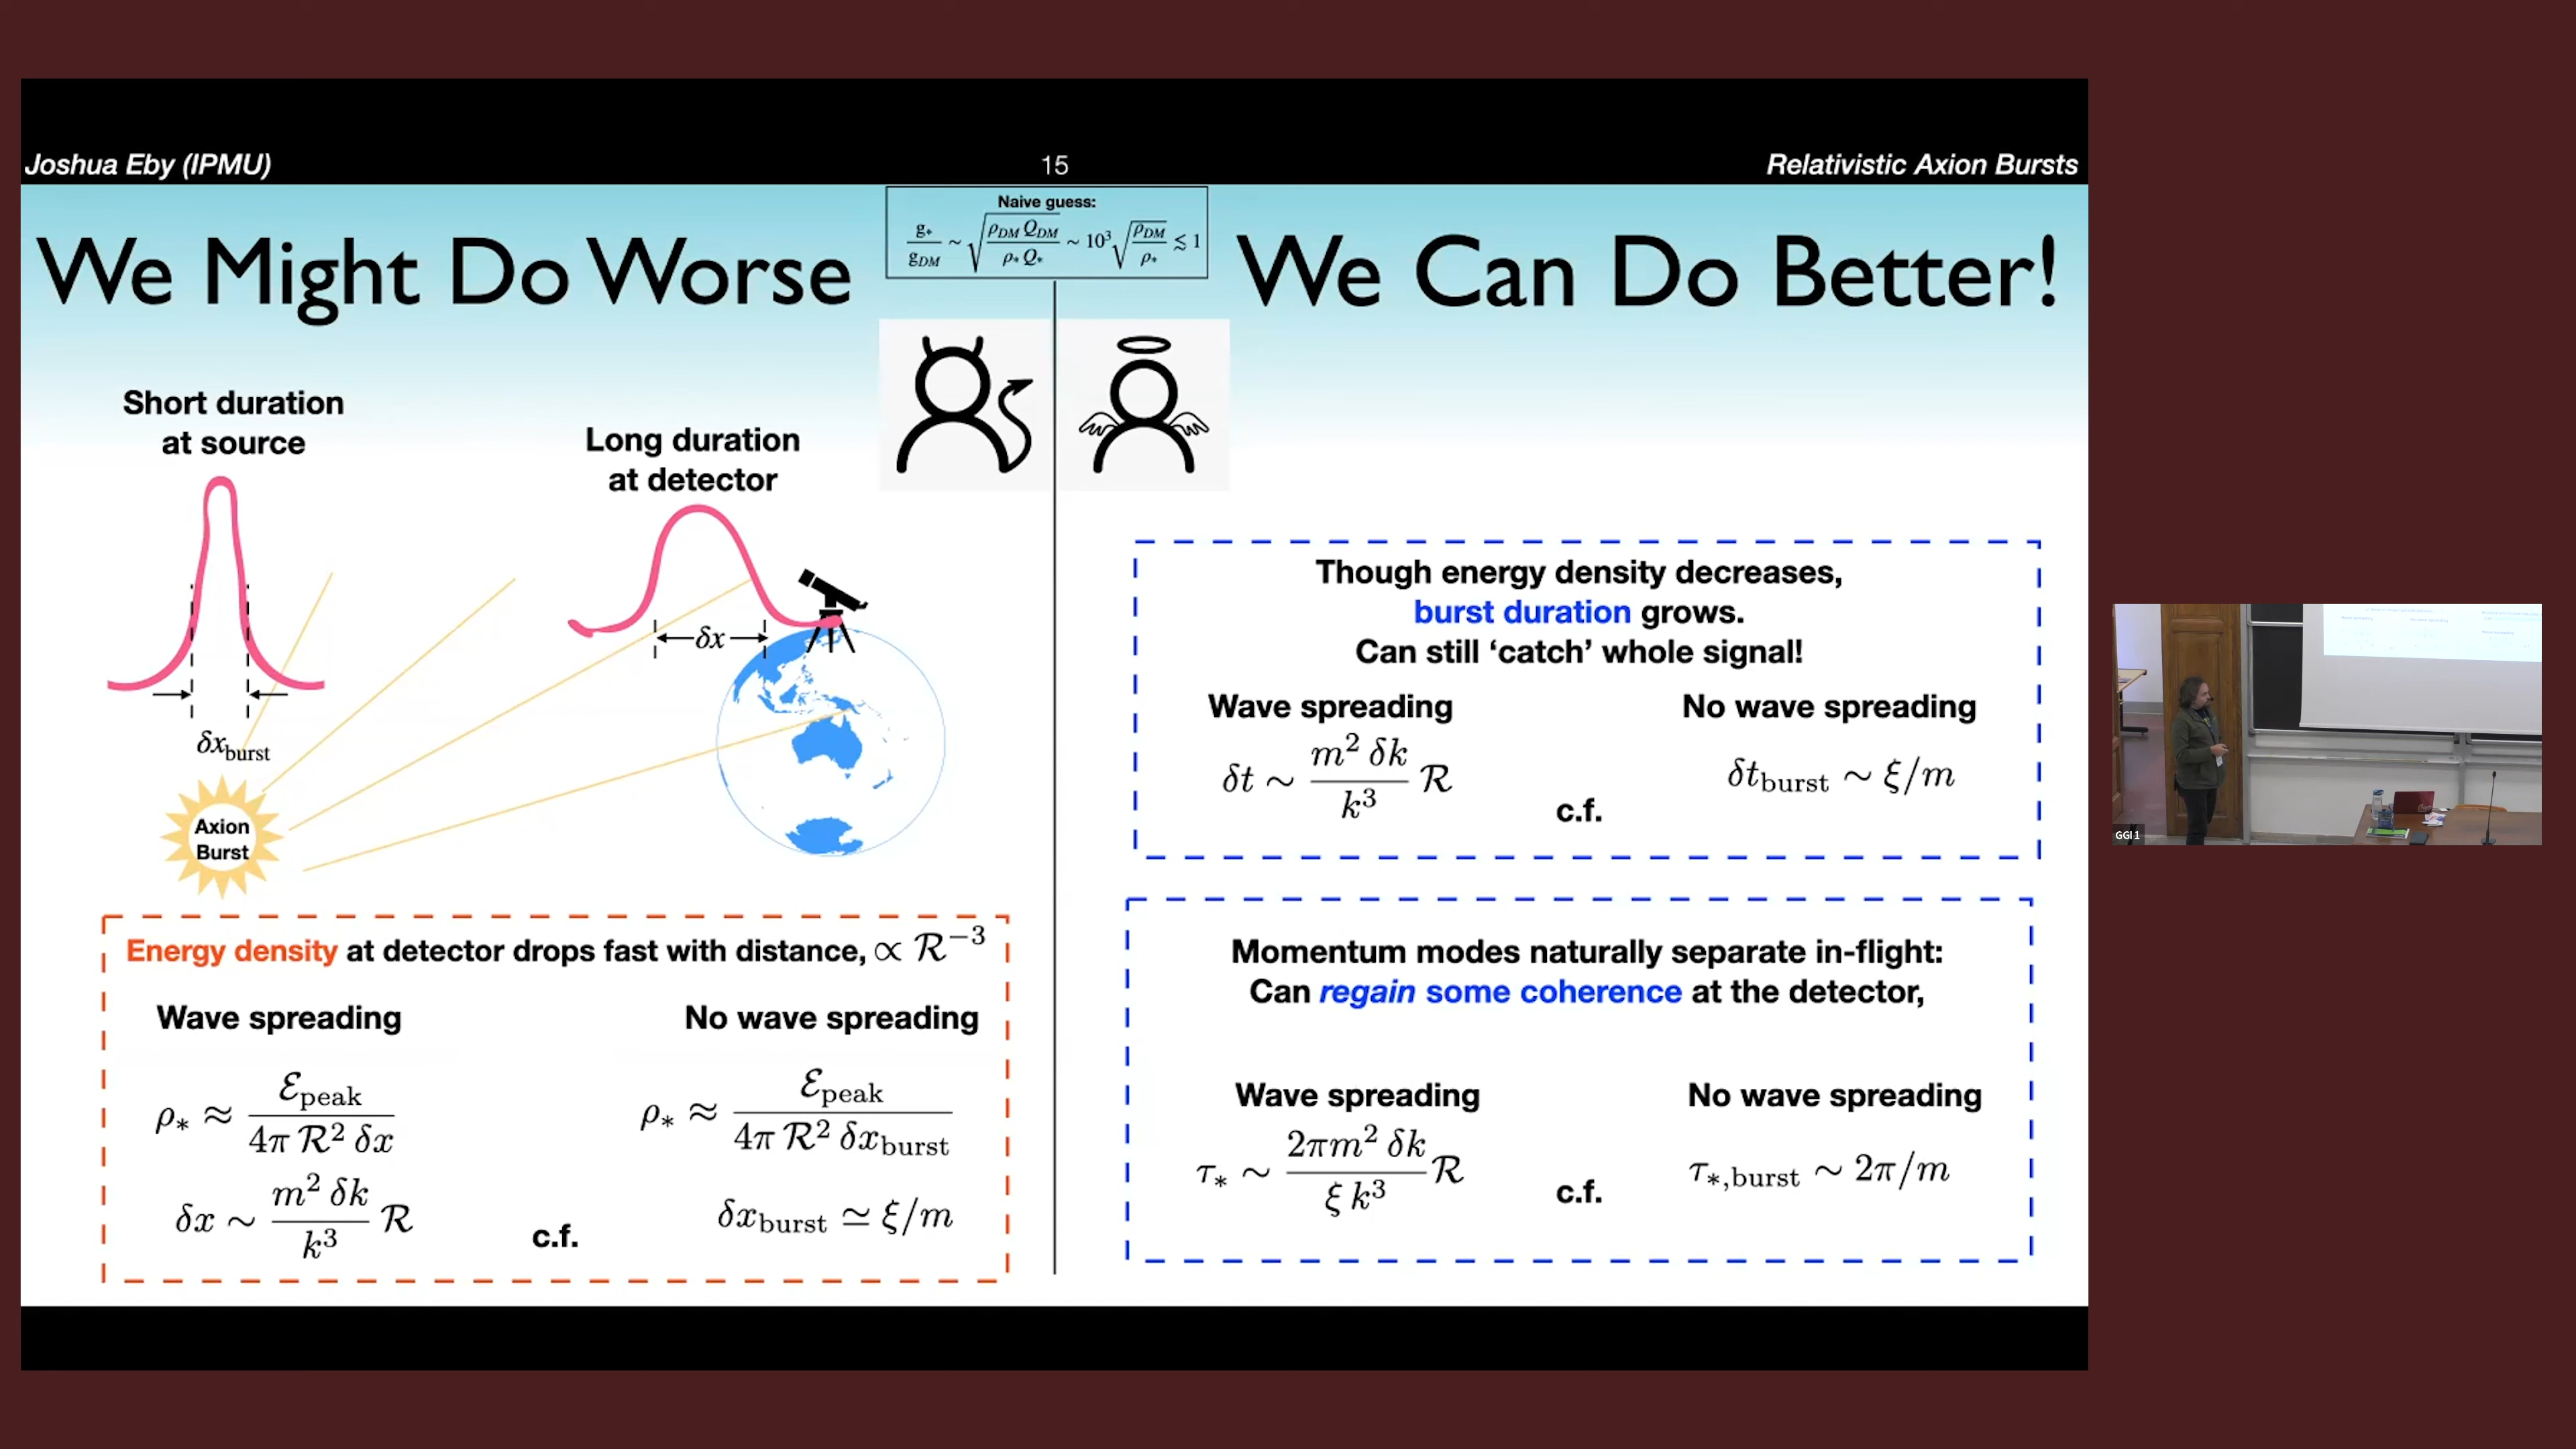 Joshua Eby (IPMU)
15
Relativistic Axion Bursts
Naive guess:
g* / g_DM ~ √(ρ_DM Q_DM / ρ* Q*) ~ 10³ √(ρ_DM / ρ*) ≲ 1
We Might Do Worse
We Can Do Better!
Short duration
at source
Long duration
at detector
δx
δx_burst
Axion
Burst
Energy density at detector drops fast with distance, ∝ ℛ⁻³
Wave spreading
No wave spreading
ρ* ≈ ℰ_peak / 4π ℛ² δx
ρ* ≈ ℰ_peak / 4π ℛ² δx_burst
δx ~ m² δk / k³ ℛ
c.f.
δx_burst ≃ ξ/m
Though energy density decreases,
burst duration grows.
Can still ‘catch’ whole signal!
Wave spreading
No wave spreading
δt ~ m² δk / k³ ℛ
c.f.
δt_burst ~ ξ/m
Momentum modes naturally separate in-flight:
Can regain some coherence at the detector,
Wave spreading
No wave spreading
τ* ~ 2πm² δk / ξ k³ ℛ
c.f.
τ*,burst ~ 2π/m
GGI 1